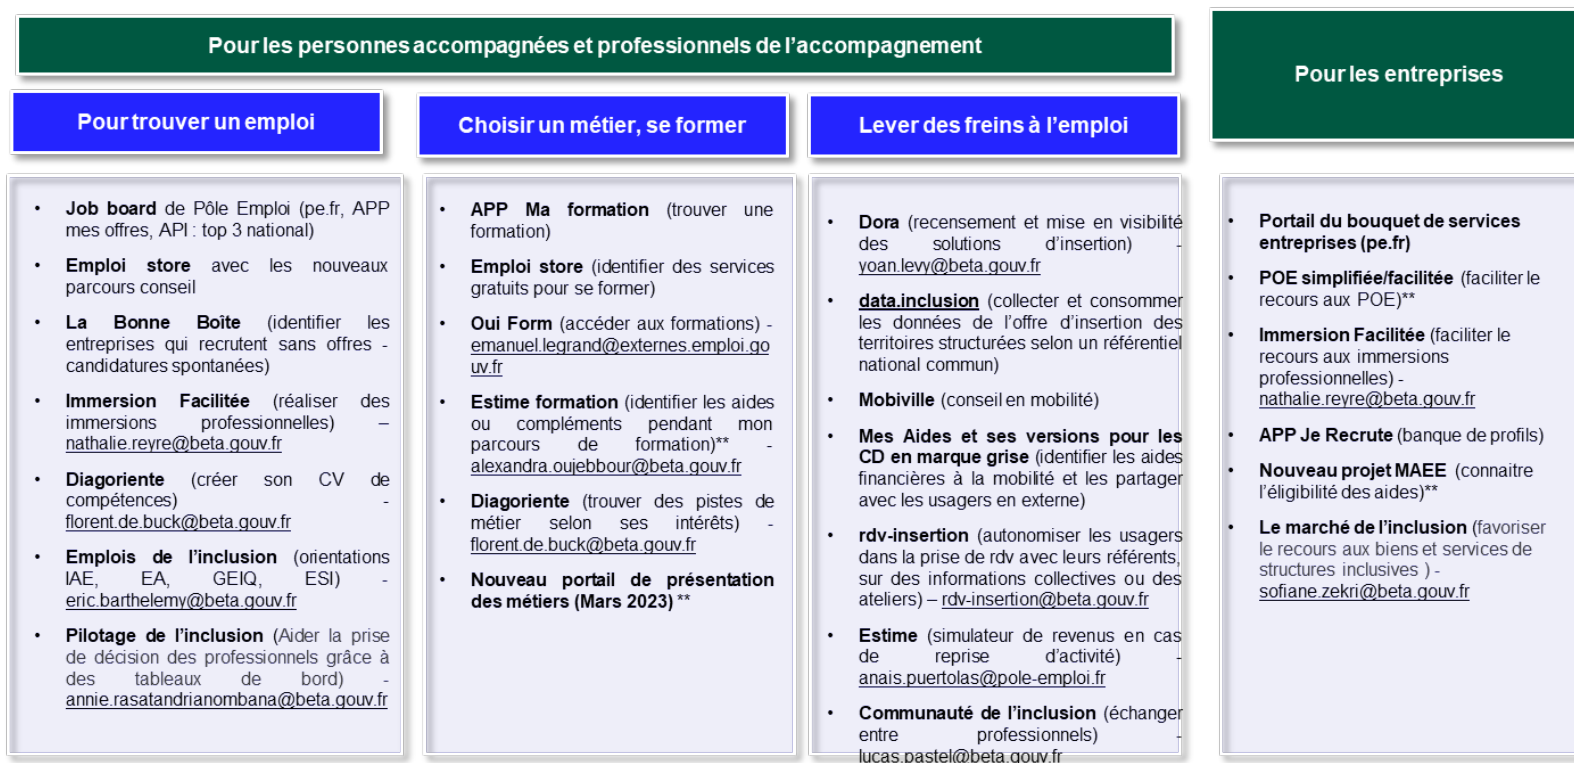 Pour les personnes accompagnées et professionnels de l’accompagnement
Pour les entreprises
Pour trouver un emploi
Choisir un métier, se former
Lever des freins à l’emploi
• Job board de Pôle Emploi (pe.fr, APP
mes offres, API : top 3 national)
• Emploi store avec les nouveaux
parcours conseil
• La Bonne Boîte (identifier les
entreprises qui recrutent sans offres -
candidatures spontanées)
• Immersion Facilitée (réaliser des
immersions professionnelles) –
nathalie.reyre@beta.gouv.fr
• Diagoriente (créer son CV de
compétences) -
florent.de.buck@beta.gouv.fr
• Emplois de l’inclusion (orientations
IAE, EA, GEIQ, ESI) -
eric.barthelemy@beta.gouv.fr
• Pilotage de l’inclusion (Aider la prise
de décision des professionnels grâce à
des tableaux de bord) -
annie.rasatandrianombana@beta.gouv.fr
• APP Ma formation (trouver une
formation)
• Emploi store (identifier des services
gratuits pour se former)
• Oui Form (accéder aux formations) -
emanuel.legrand@externes.emploi.go
uv.fr
• Estime formation (identifier les aides
ou compléments pendant mon
parcours de formation)** -
alexandra.oujebbour@beta.gouv.fr
• Diagoriente (trouver des pistes de
métier selon ses intérêts) -
florent.de.buck@beta.gouv.fr
• Nouveau portail de présentation
des métiers (Mars 2023) **
• Dora (recensement et mise en visibilité
des solutions d’insertion) -
yoan.levy@beta.gouv.fr
• data.inclusion (collecter et consommer
les données de l’offre d’insertion des
territoires structurées selon un référentiel
national commun)
• Mobiville (conseil en mobilité)
• Mes Aides et ses versions pour les
CD en marque grise (identifier les aides
financières à la mobilité et les partager
avec les usagers en externe)
• rdv-insertion (autonomiser les usagers
dans la prise de rdv avec leurs référents,
sur des informations collectives ou des
ateliers) – rdv-insertion@beta.gouv.fr
• Estime (simulateur de revenus en cas
de reprise d’activité) -
anais.puertolas@pole-emploi.fr
• Communauté de l’inclusion (échanger
entre professionnels) -
lucas.pastel@beta.gouv.fr
• Portail du bouquet de services
entreprises (pe.fr)
• POE simplifiée/facilitée (faciliter le
recours aux POE)**
• Immersion Facilitée (faciliter le
recours aux immersions
professionnelles) -
nathalie.reyre@beta.gouv.fr
• APP Je Recrute (banque de profils)
• Nouveau projet MAEE (connaitre
l’éligibilité des aides)**
• Le marché de l’inclusion (favoriser
le recours aux biens et services de
structures inclusives ) -
sofiane.zekri@beta.gouv.fr